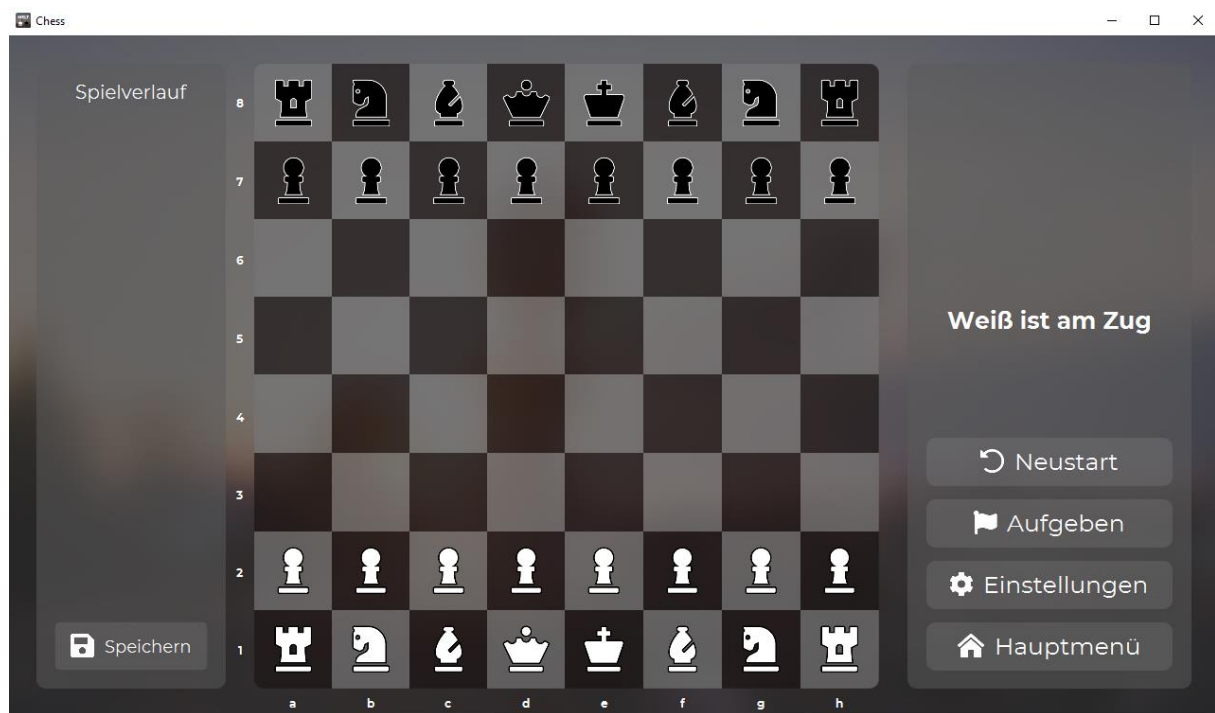 Chess
Spielverlauf
8
7
6
5
4
3
2
1
a b c d e f g h
Speichern
Weiß ist am Zug
Neustart
Aufgeben
Einstellungen
Hauptmenü